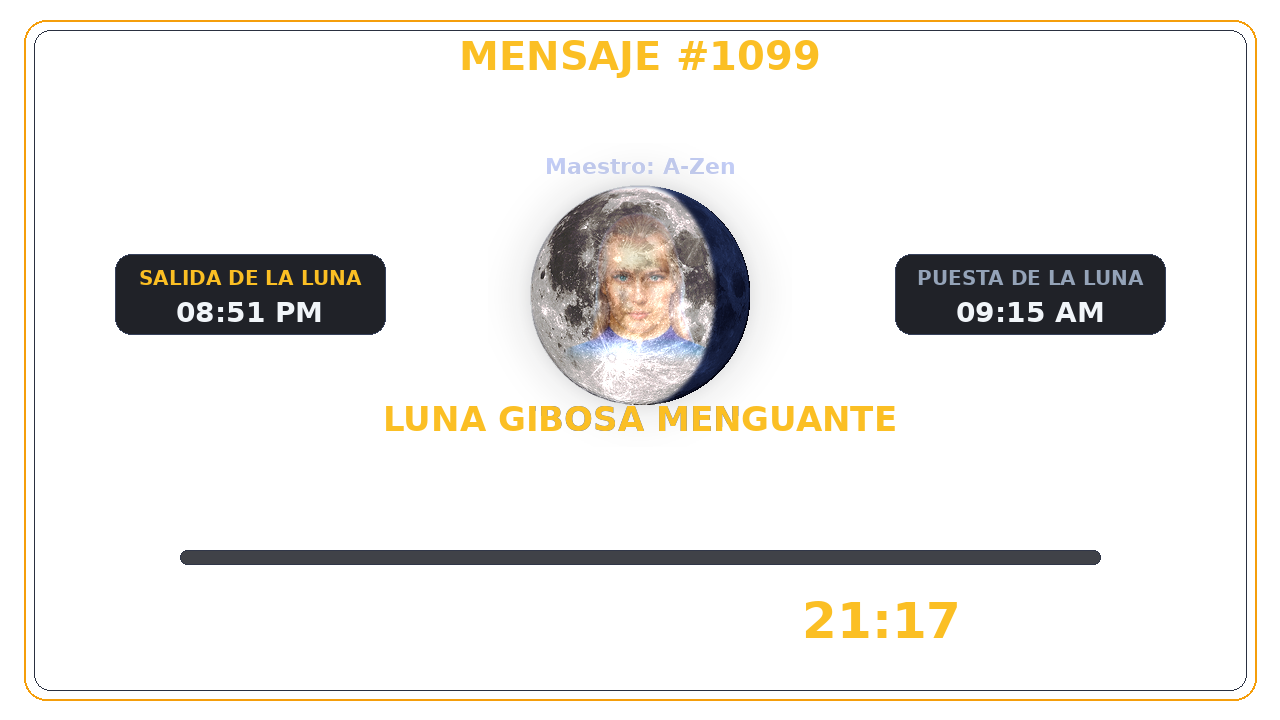 MENSAJE #1099
Maestro: A-Zen
SALIDA DE LA LUNA
08:51 PM
PUESTA DE LA LUNA
09:15 AM
LUNA GIBOSA MENGUANTE
21:17